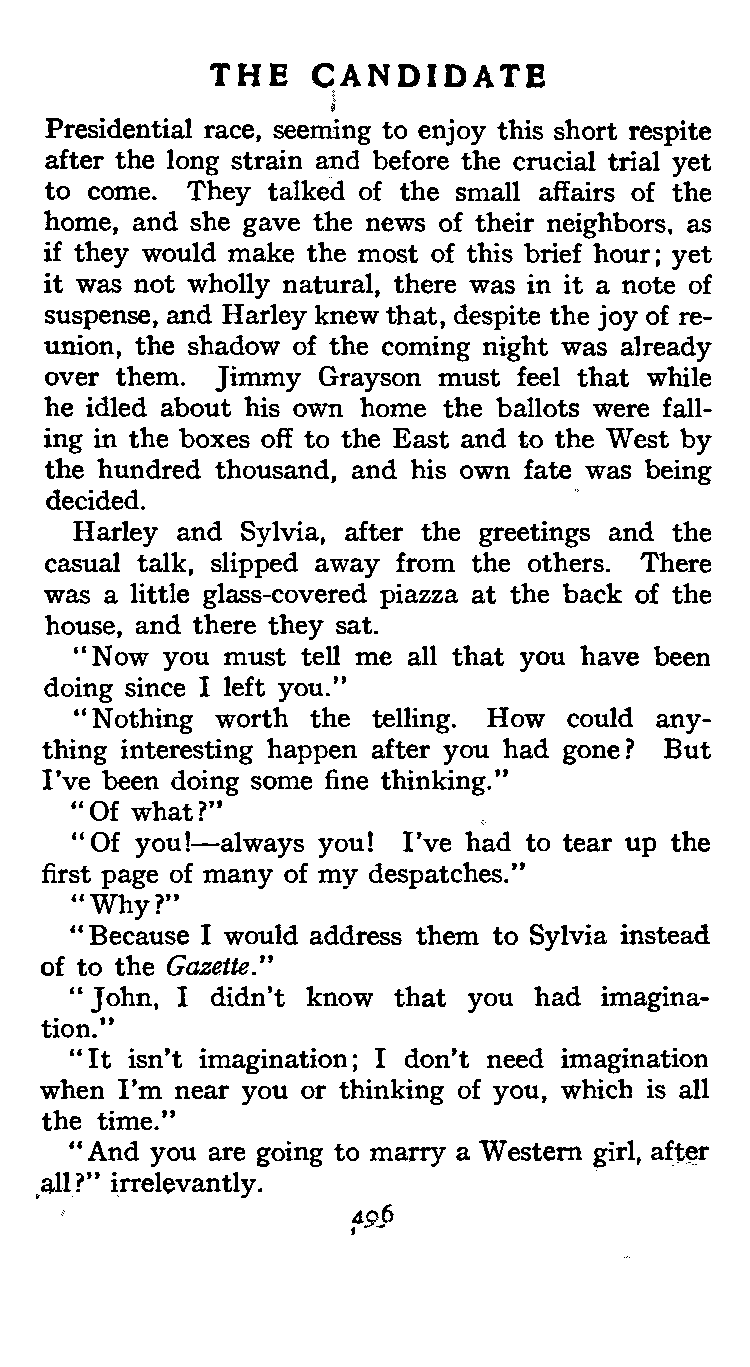 THE CANDIDATE
Presidential race, seeming to enjoy this short respite
after the long strain and before the crucial trial yet
to come. They talked of the small affairs of the
home, and she gave the news of their neighbors, as
if they would make the most of this brief hour; yet
it was not wholly natural, there was in it a note of
suspense, and Harley knew that, despite the joy of re-
union, the shadow of the coming night was already
over them. Jimmy Grayson must feel that while
he idled about his own home the ballots were fall-
ing in the boxes off to the East and to the West by
the hundred thousand, and his own fate was being
decided.
Harley and Sylvia, after the greetings and the
casual talk, slipped away from the others. There
was a little glass-covered piazza at the back of the
house, and there they sat.
"Now you must tell me all that you have been
doing since I left you."
"Nothing worth the telling. How could any-
thing interesting happen after you had gone? But
I've been doing some fine thinking."
"Of what?"
"Of you!—always you! I've had to tear up the
first page of many of my despatches."
"Why?"
"Because I would address them to Sylvia instead
of to the Gazette."
"John, I didn't know that you had imagina-
tion."
"It isn't imagination; I don't need imagination
when I'm near you or thinking of you, which is all
the time."
"And you are going to marry a Western girl, after
all?" irrelevantly.
496